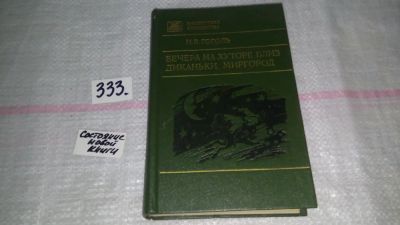 333.
Состояние
новой
книги
Н.В. ГОГОЛЬ
ВЕЧЕРА НА ХУТОРЕ БЛИЗ
ДИКАНЬКИ. МИРГОРОД